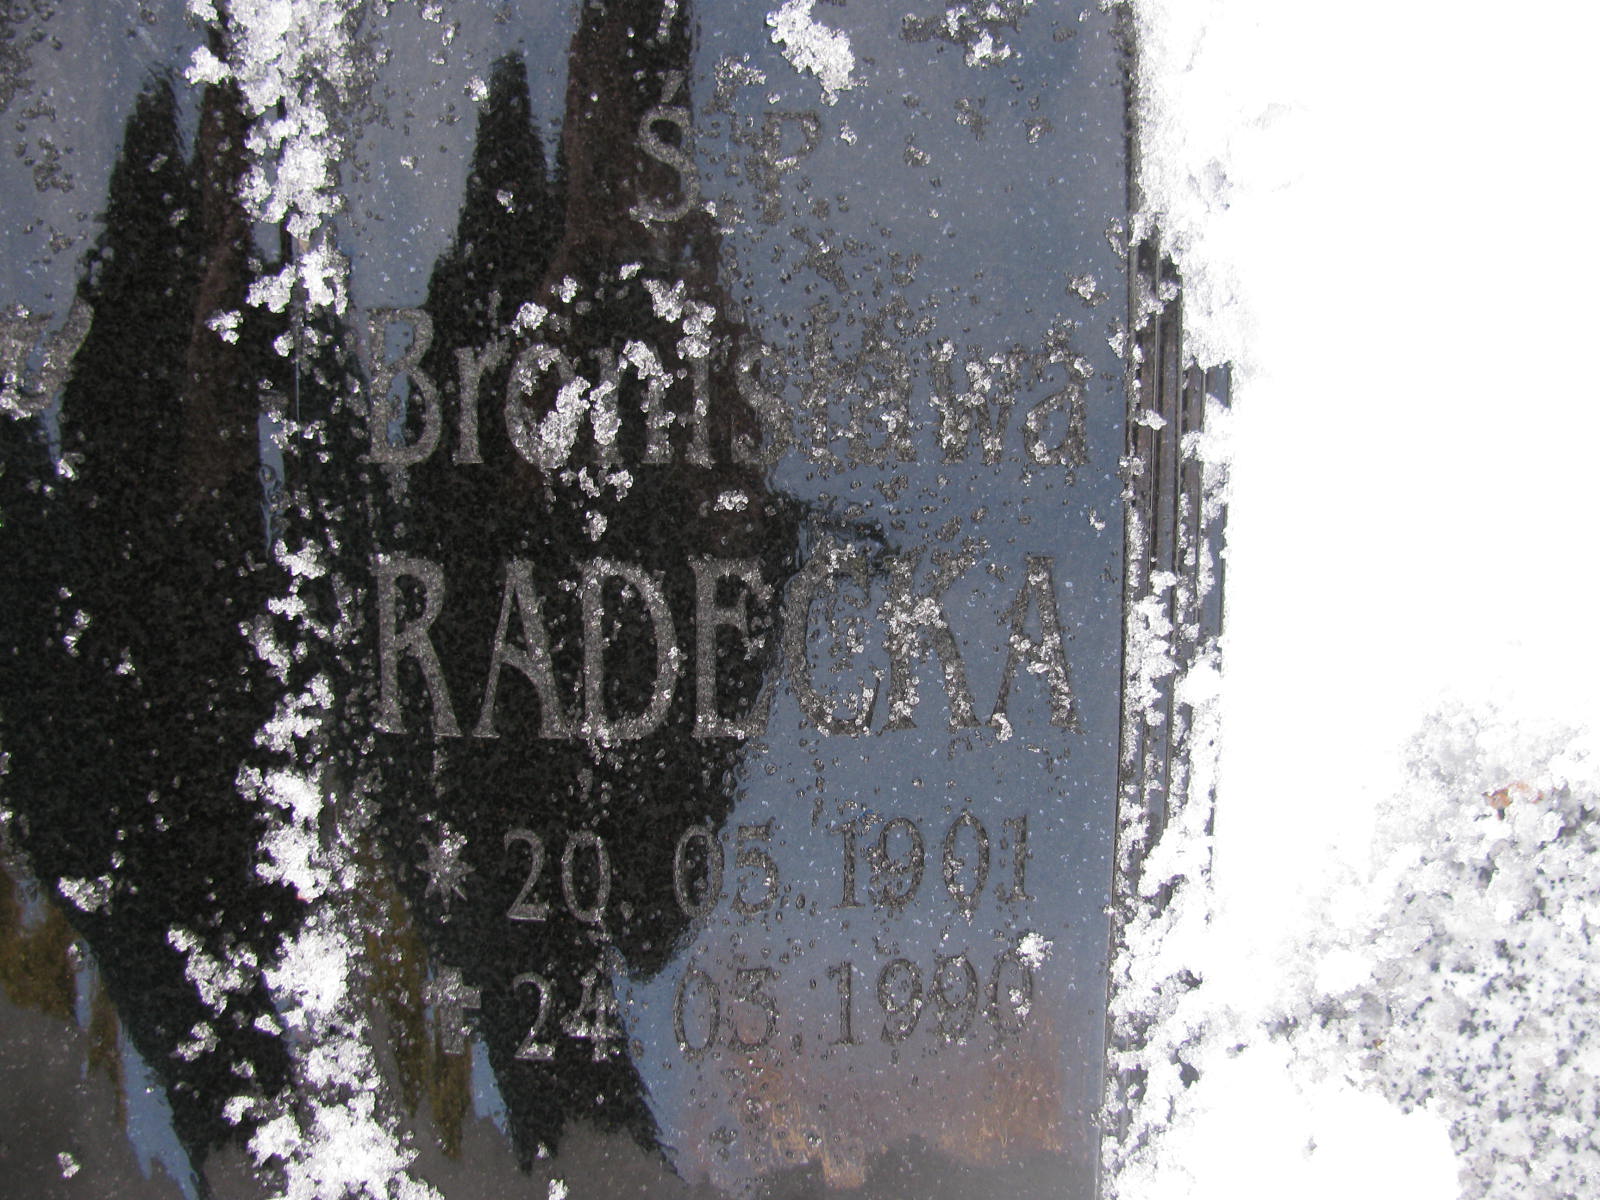 Ś P
Bronisława
RADECKA
* 20.05.1901
✝ 24.03.1990